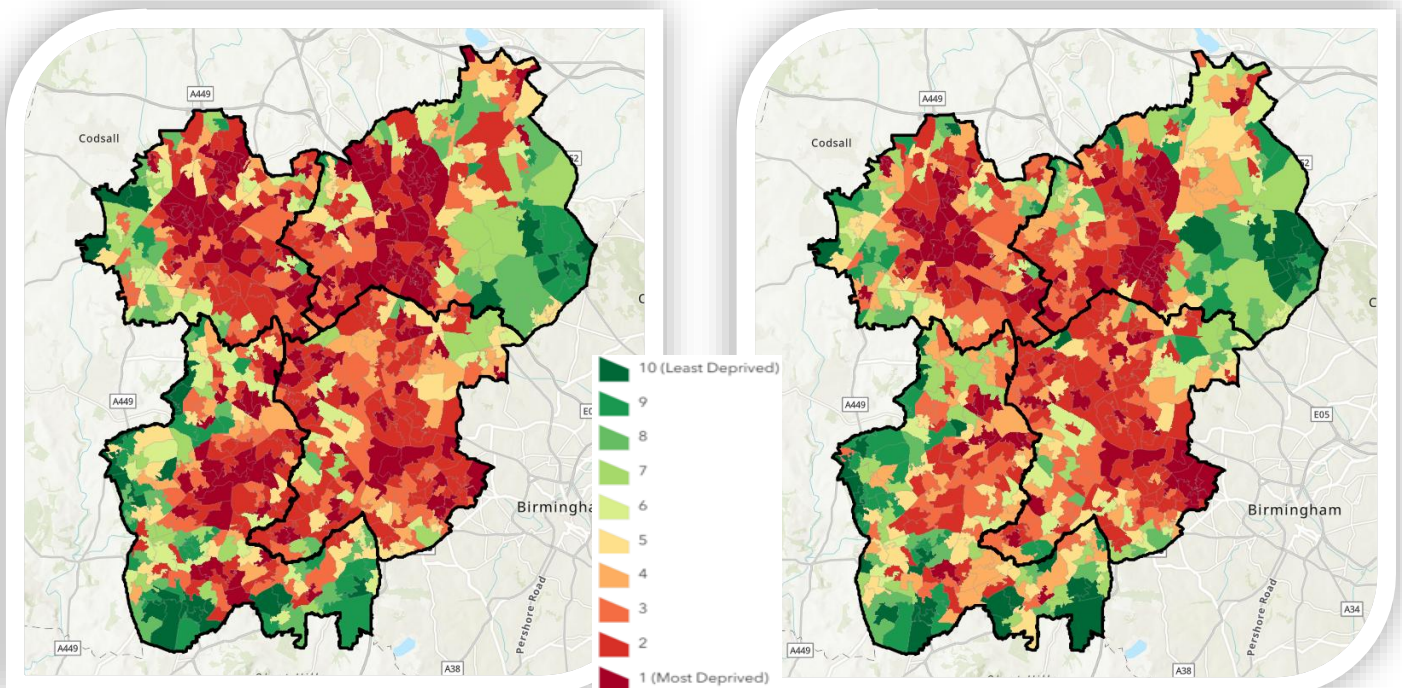 A449
Codsall
A449
Birmingha
Pershore Road
A449
A38
10 (Least Deprived)
9
8
7
6
5
4
3
2
1 (Most Deprived)
A449
Codsall
A449
E05
Birmingham
Pershore Road
A34
A449
A38